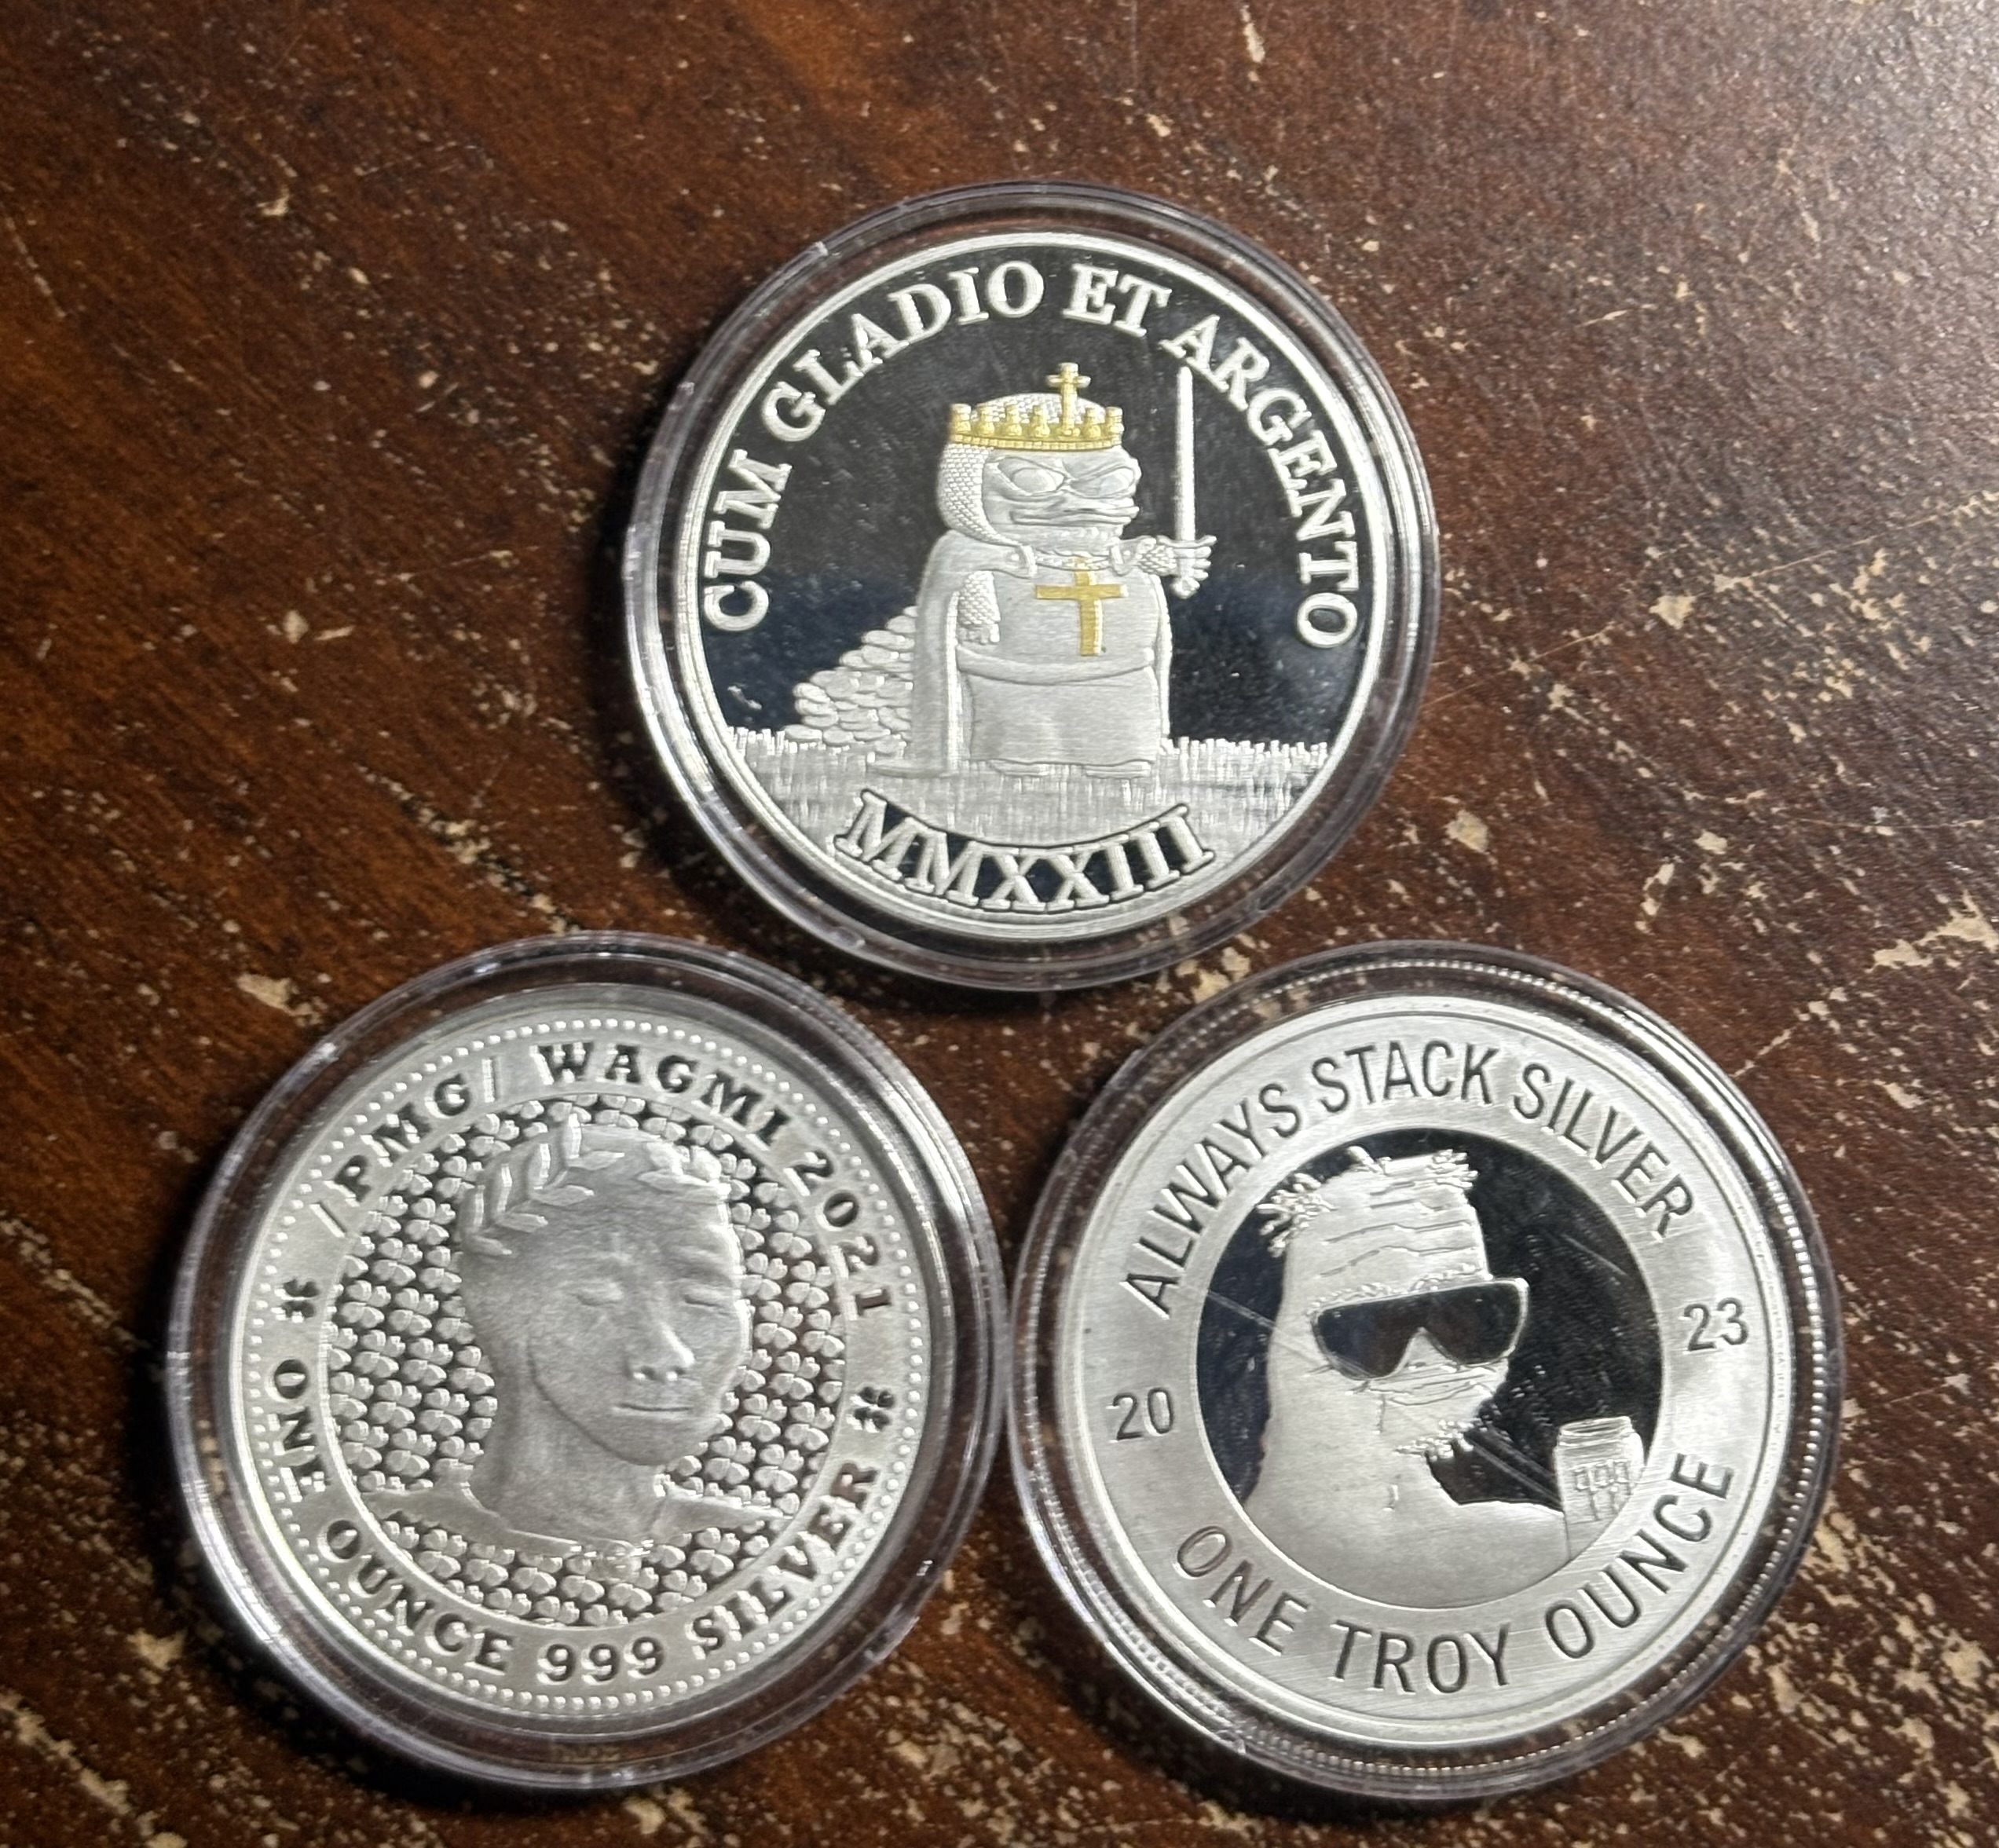 CUM GLADIO ET ARGENTO
MMXXIII
/PMG/ WAGMI 2021
ONE OUNCE 999 SILVER
ALWAYS STACK SILVER
20 23
ONE TROY OUNCE